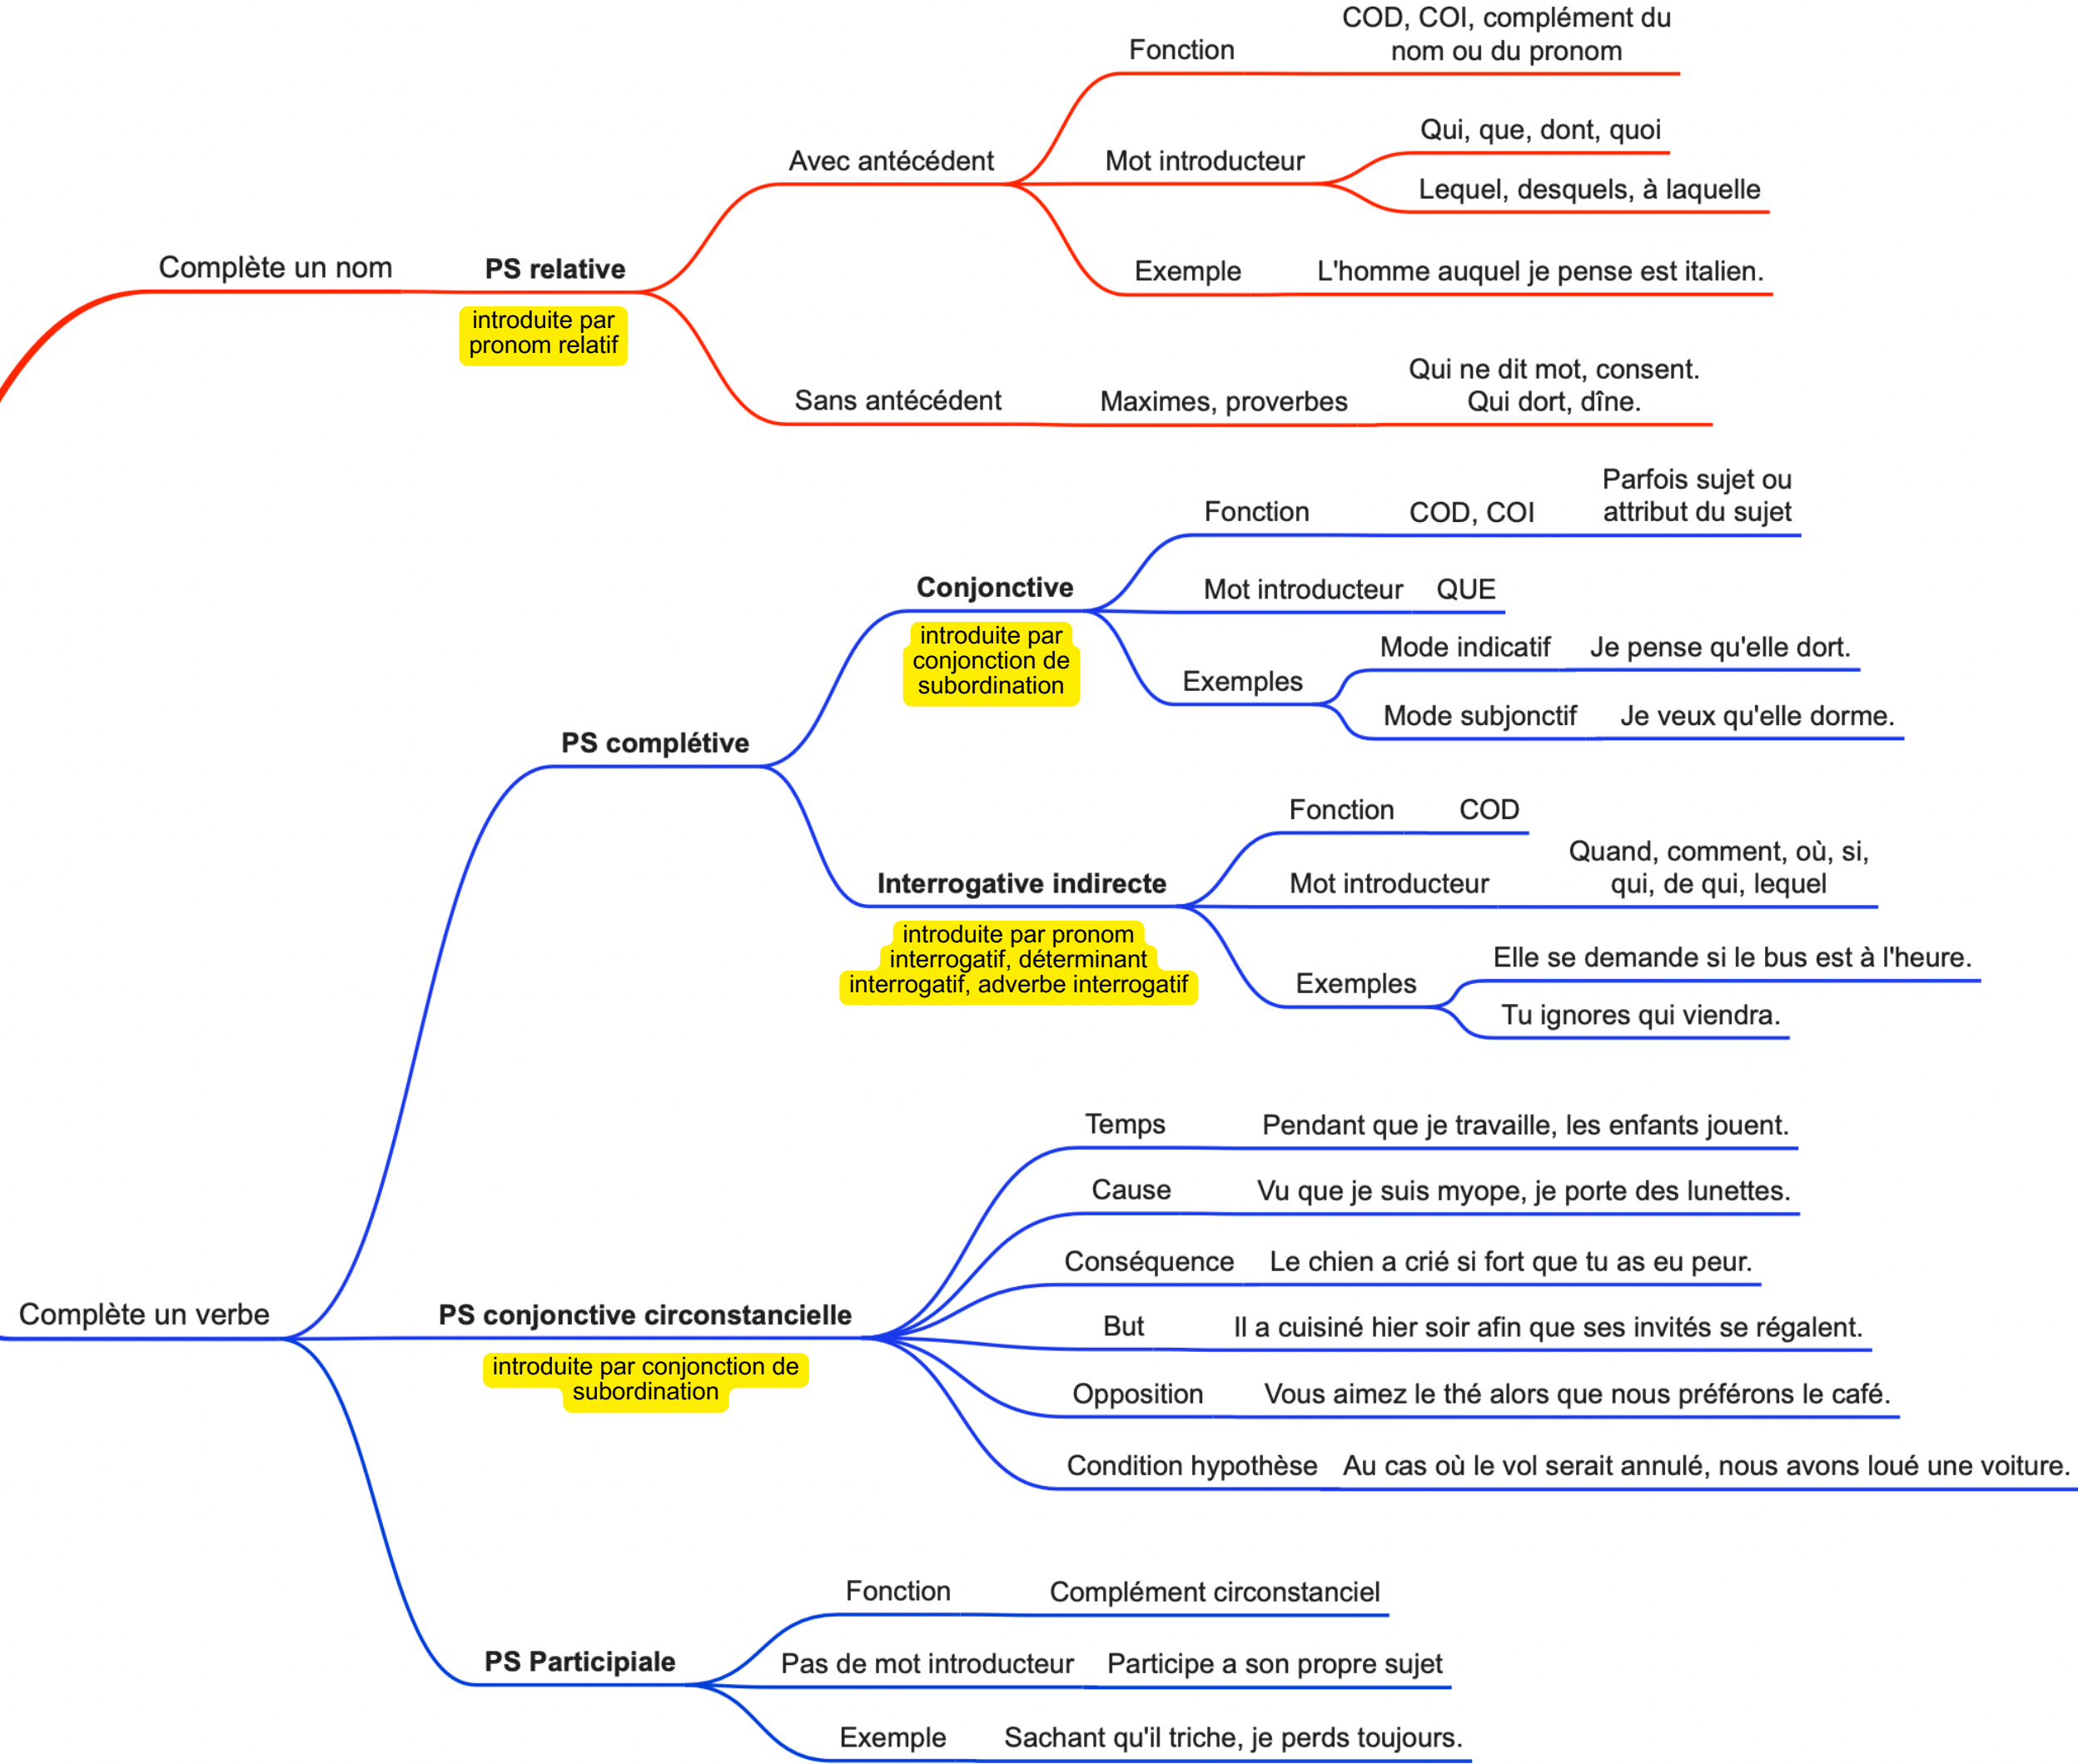 COD, COI, complément du
nom ou du pronom
Fonction
Qui, que, dont, quoi
Avec antécédent
Mot introducteur
Lequel, desquels, à laquelle
Complète un nom
PS relative
Exemple
L'homme auquel je pense est italien.
introduite par
pronom relatif
Qui ne dit mot, consent.
Sans antécédent
Maximes, proverbes
Qui dort, dîne.
Parfois sujet ou
Fonction
COD, COI
attribut du sujet
Conjonctive
Mot introducteur
QUE
introduite par
conjonction de
subordination
Mode indicatif
Je pense qu'elle dort.
Exemples
Mode subjonctif
Je veux qu'elle dorme.
PS complétive
Fonction
COD
Quand, comment, où, si,
Interrogative indirecte
Mot introducteur
qui, de qui, lequel
introduite par pronom
interrogatif, déterminant
interrogatif, adverbe interrogatif
Elle se demande si le bus est à l'heure.
Exemples
Tu ignores qui viendra.
Temps
Pendant que je travaille, les enfants jouent.
Cause
Vu que je suis myope, je porte des lunettes.
Conséquence
Le chien a crié si fort que tu as eu peur.
Complète un verbe
PS conjonctive circonstancielle
But
Il a cuisiné hier soir afin que ses invités se régalent.
introduite par conjonction de
subordination
Opposition
Vous aimez le thé alors que nous préférons le café.
Condition hypothèse
Au cas où le vol serait annulé, nous avons loué une voiture.
Fonction
Complément circonstanciel
PS Participiale
Pas de mot introducteur
Participe a son propre sujet
Exemple
Sachant qu'il triche, je perds toujours.